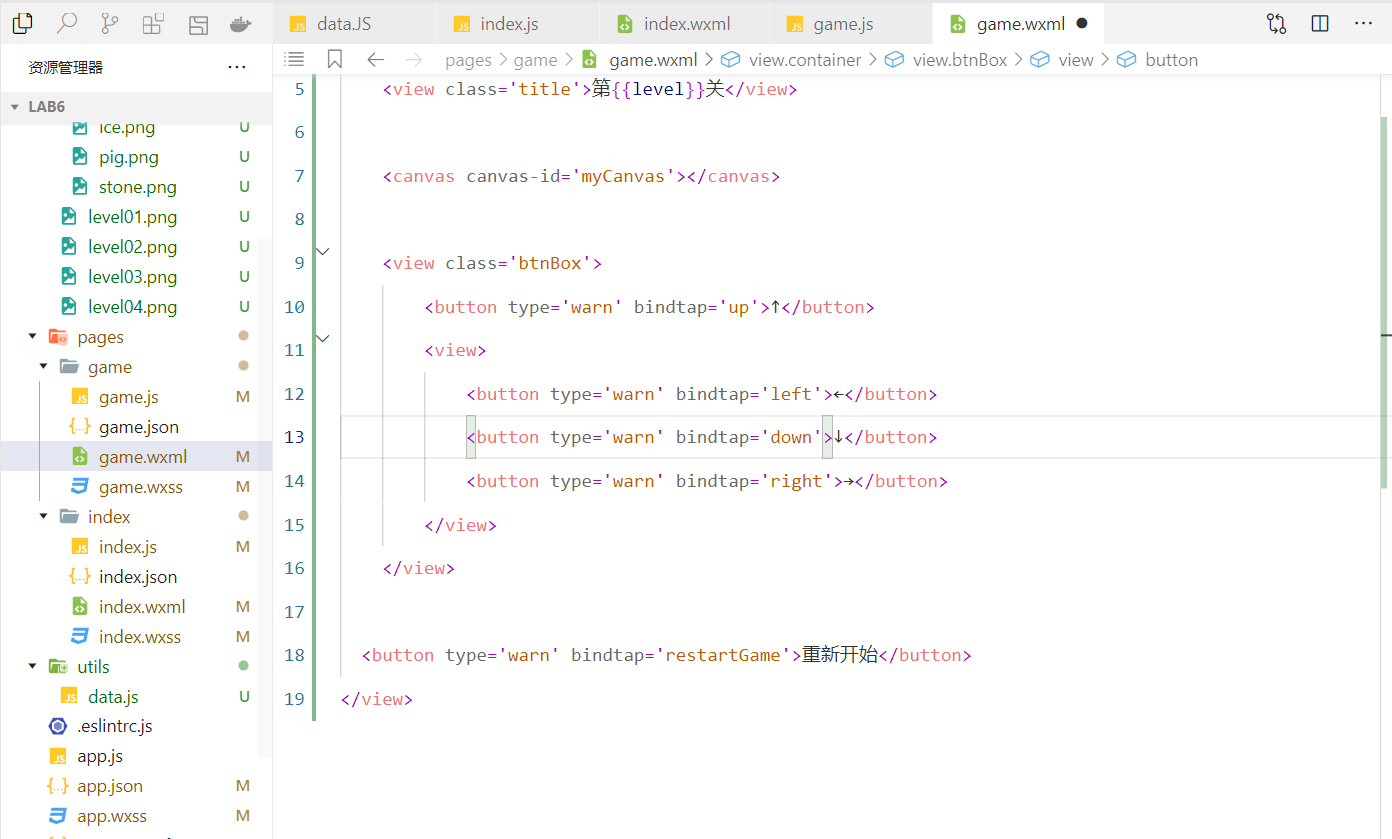 data.JS
index.js
index.wxml
game.js
game.wxml
资源管理器
pages
game
game.wxml
view.container
view.btnBox
view
button
LAB6
ice.png U
pig.png U
stone.png U
level01.png U
level02.png U
level03.png U
level04.png U
pages
game
game.js M
game.json
game.wxml M
game.wxss M
index
index.js M
index.json
index.wxml M
index.wxss M
utils
data.js U
.eslintrc.js
app.js
app.json M
app.wxss M
5 <view class='title'>第{{level}}关</view>
6
7 <canvas canvas-id='myCanvas'></canvas>
8
9 <view class='btnBox'>
10 <button type='warn' bindtap='up'>↑</button>
11 <view>
12 <button type='warn' bindtap='left'>←</button>
13 <button type='warn' bindtap='down'>↓</button>
14 <button type='warn' bindtap='right'>→</button>
15 </view>
16 </view>
17
18 <button type='warn' bindtap='restartGame'>重新开始</button>
19 </view>